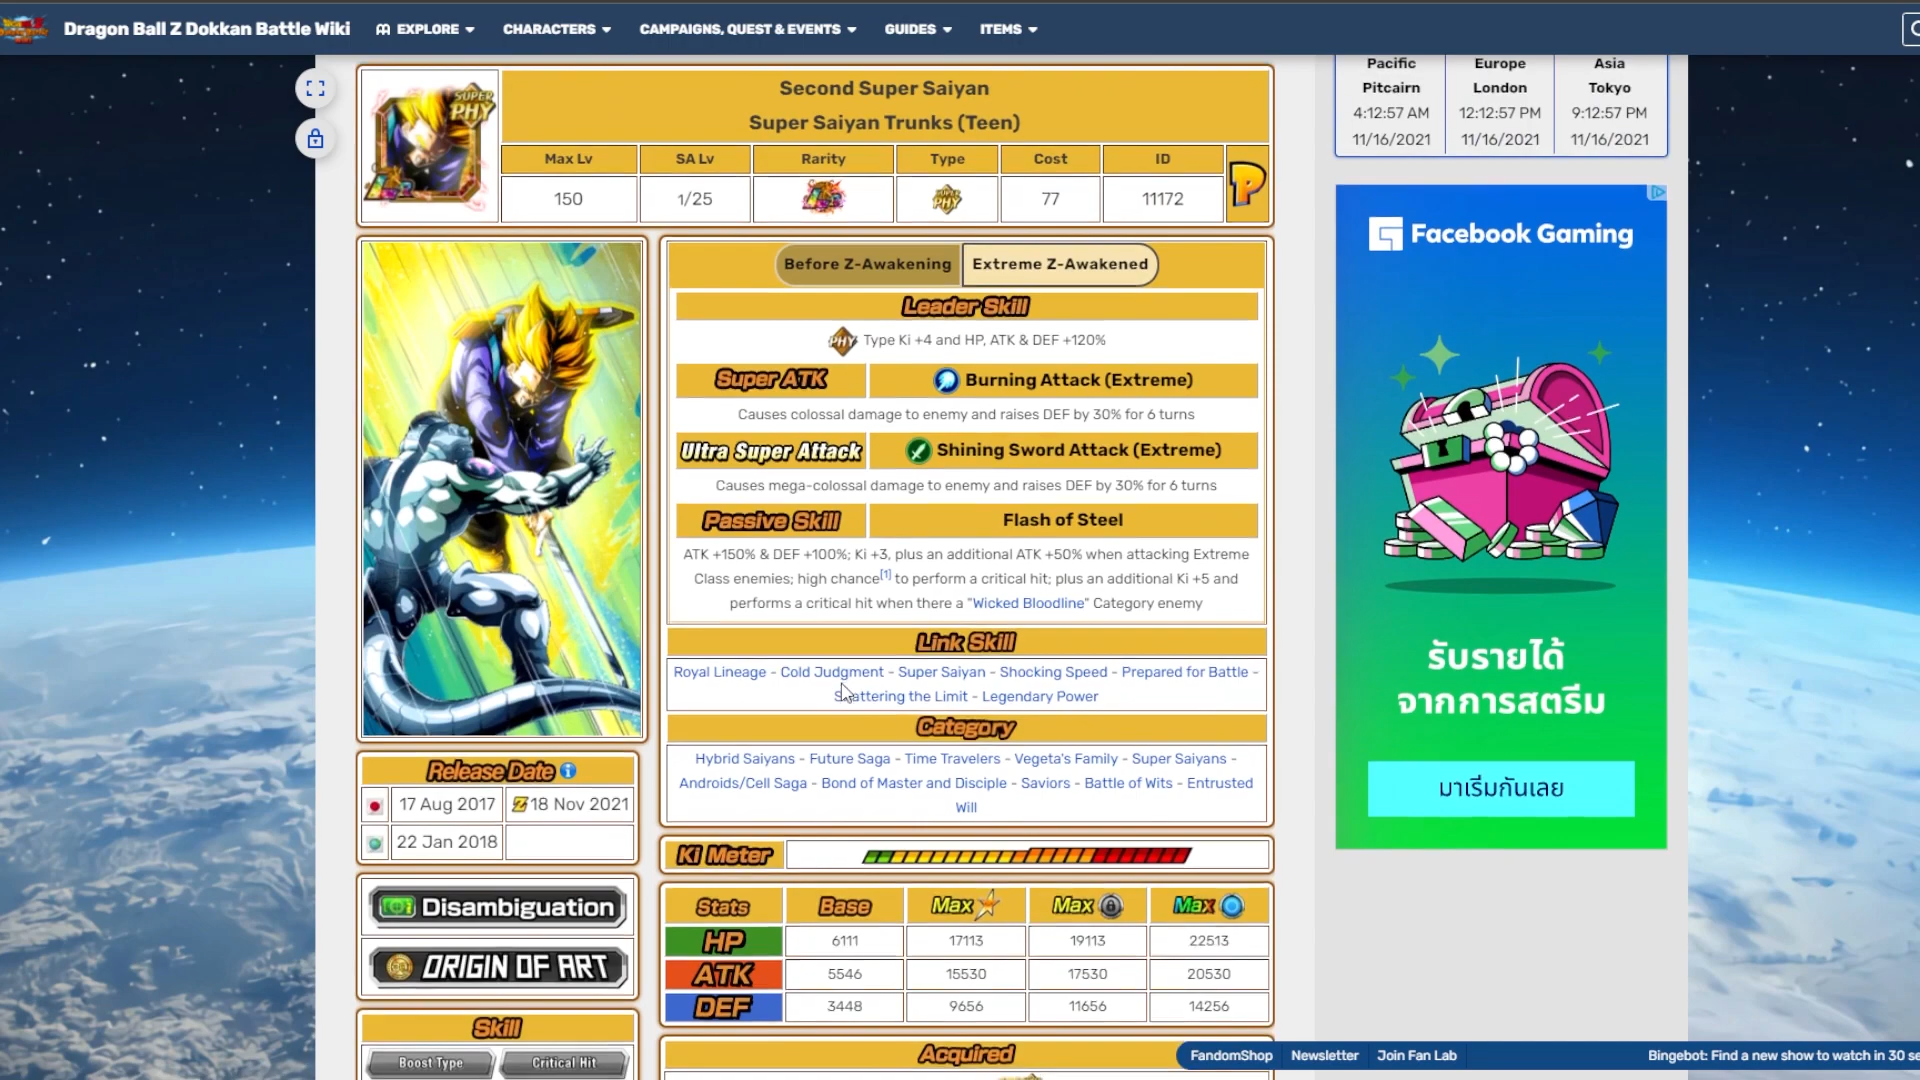 Dragon Ball Z Dokkan Battle Wiki
EXPLORE
CHARACTERS
CAMPAIGNS, QUEST & EVENTS
GUIDES
ITEMS
SUPER PHY
LR
Second Super Saiyan
Super Saiyan Trunks (Teen)
Max Lv
SA Lv
Rarity
Type
Cost
ID
150
1/25
LR
SUPER PHY
77
11172
P
Before Z-Awakening
Extreme Z-Awakened
Leader Skill
PHY Type Ki +4 and HP, ATK & DEF +120%
Super ATK
Burning Attack (Extreme)
Causes colossal damage to enemy and raises DEF by 30% for 6 turns
Ultra Super Attack
Shining Sword Attack (Extreme)
Causes mega-colossal damage to enemy and raises DEF by 30% for 6 turns
Passive Skill
Flash of Steel
ATK +150% & DEF +100%; Ki +3, plus an additional ATK +50% when attacking Extreme
Class enemies; high chance[1] to perform a critical hit; plus an additional Ki +5 and
performs a critical hit when there a "Wicked Bloodline" Category enemy
Link Skill
Royal Lineage - Cold Judgment - Super Saiyan - Shocking Speed - Prepared for Battle -
Shattering the Limit - Legendary Power
Category
Hybrid Saiyans - Future Saga - Time Travelers - Vegeta's Family - Super Saiyans -
Androids/Cell Saga - Bond of Master and Disciple - Saviors - Battle of Wits - Entrusted
Will
Release Date
17 Aug 2017
Z 18 Nov 2021
22 Jan 2018
Disambiguation
ORIGIN OF ART
Skill
Boost Type
Critical Hit
Ki Meter
Stats
Base
Max
Max
Max
HP
6111
17113
19113
22513
ATK
5546
15530
17530
20530
DEF
3448
9656
11656
14256
Acquired
Pacific
Pitcairn
4:12:57 AM
11/16/2021
Europe
London
12:12:57 PM
11/16/2021
Asia
Tokyo
9:12:57 PM
11/16/2021
Facebook Gaming
รับรายได้
จากการสตรีม
มาเริ่มกันเลย
FandomShop
Newsletter
Join Fan Lab
Bingebot: Find a new show to watch in 30 se